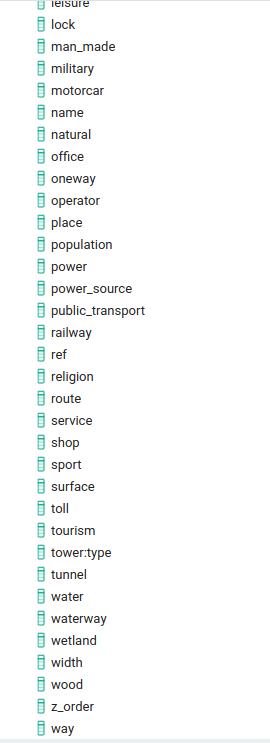 leisure
lock
man_made
military
motorcar
name
natural
office
oneway
operator
place
population
power
power_source
public_transport
railway
ref
religion
route
service
shop
sport
surface
toll
tourism
tower:type
tunnel
water
waterway
wetland
width
wood
z_order
way